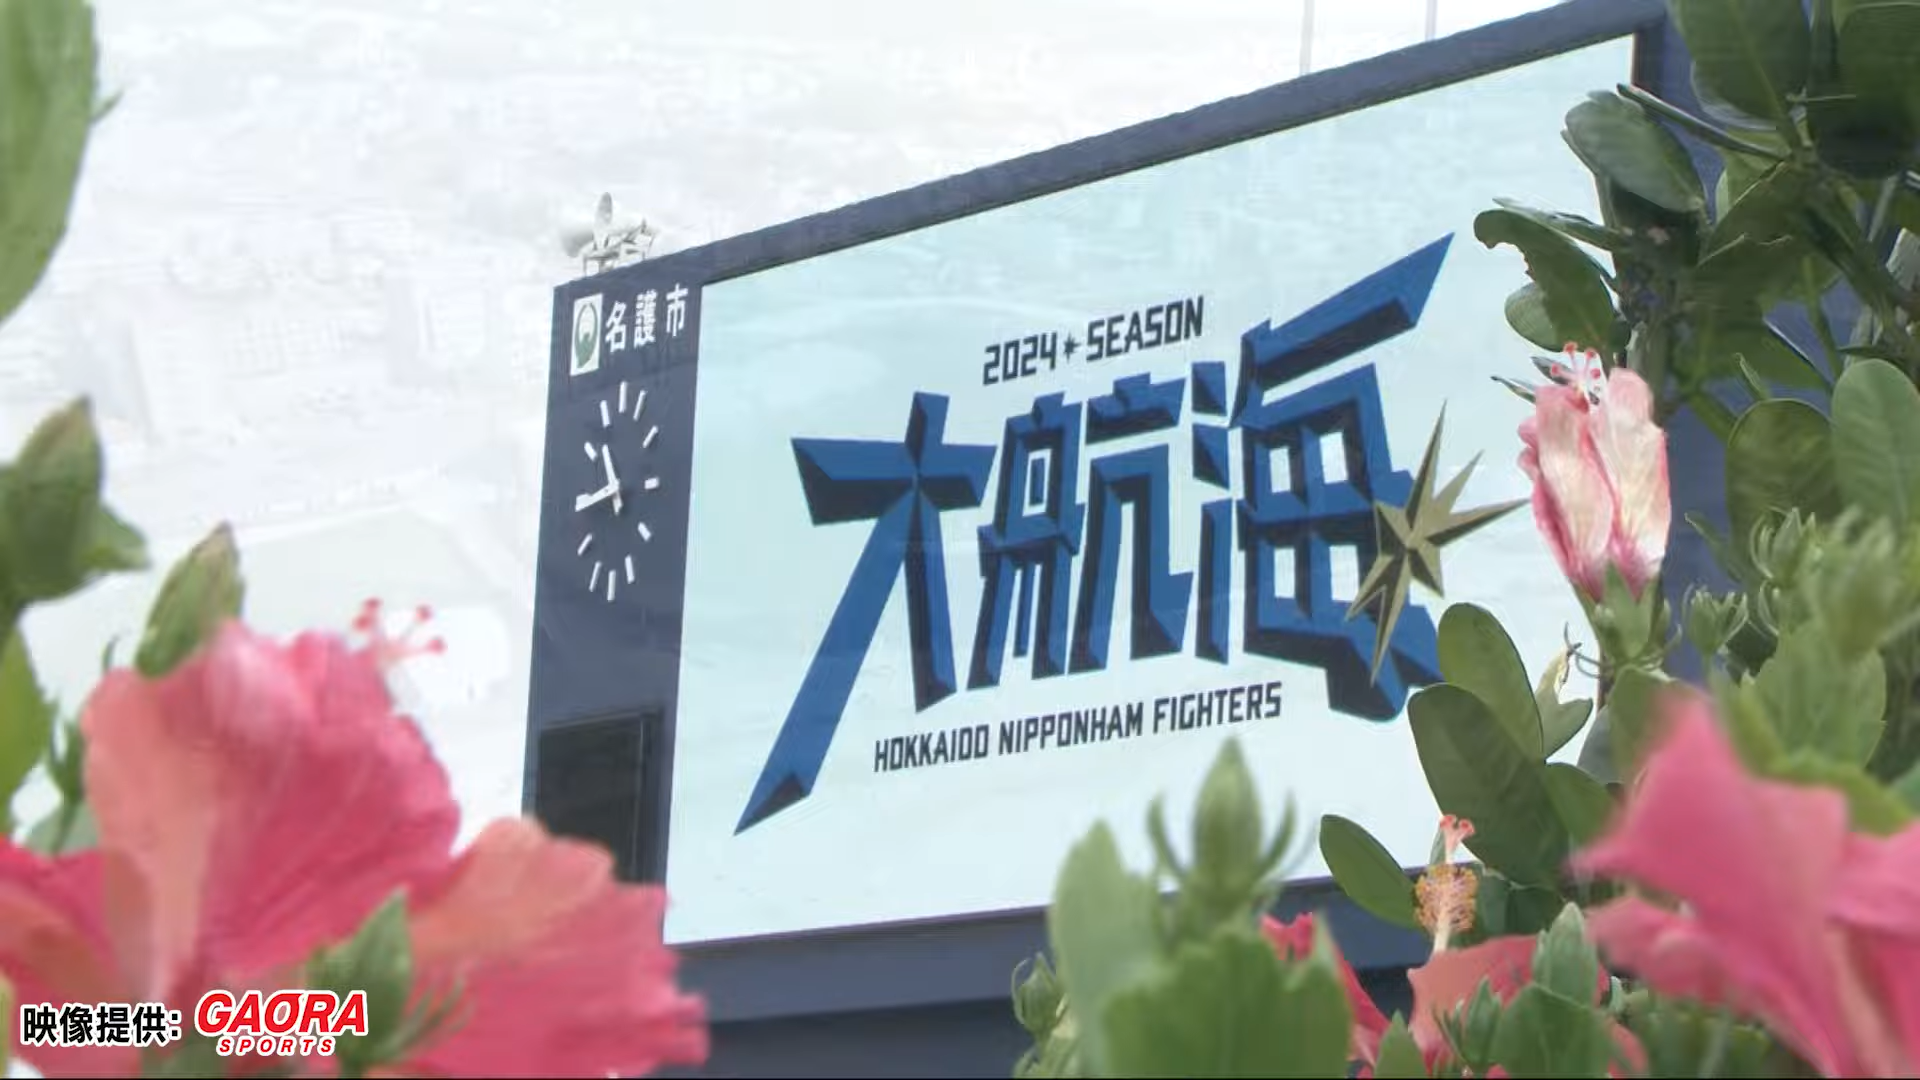 名護市
2024 SEASON
大航海
HOKKAIDO NIPPONHAM FIGHTERS
映像提供:GAORA
SPORTS